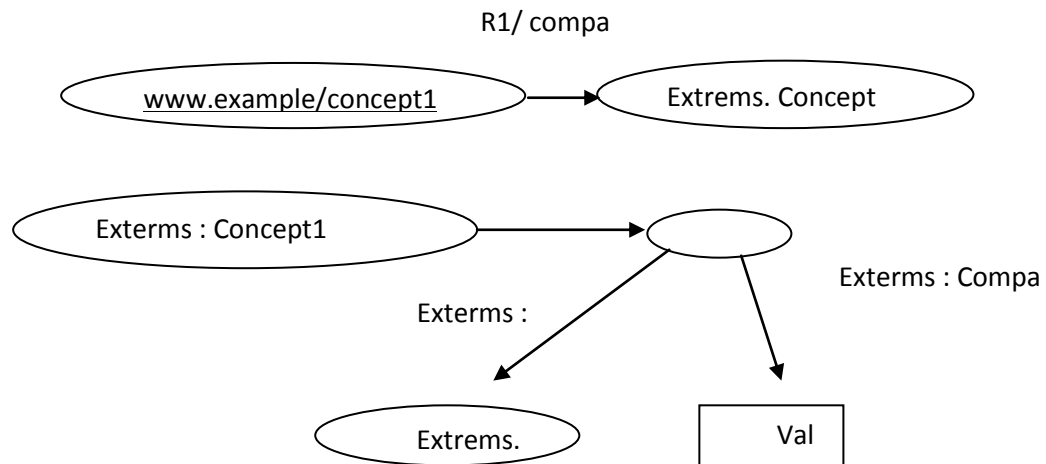 R1/ compa
www.example/concept1
Extrems. Concept
Exterms : Concept1
Exterms : Compa
Exterms :
Extrems.
Val